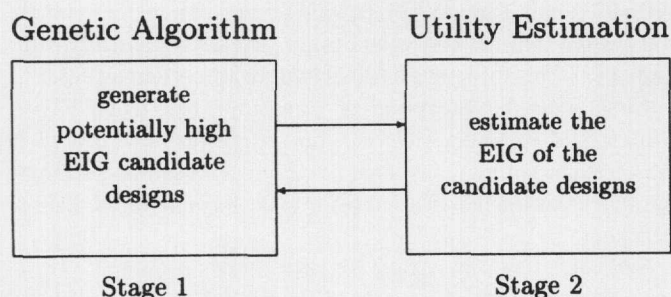 Genetic Algorithm
Utility Estimation
generate
potentially high
EIG candidate
designs
estimate the
EIG of the
candidate designs
Stage 1
Stage 2